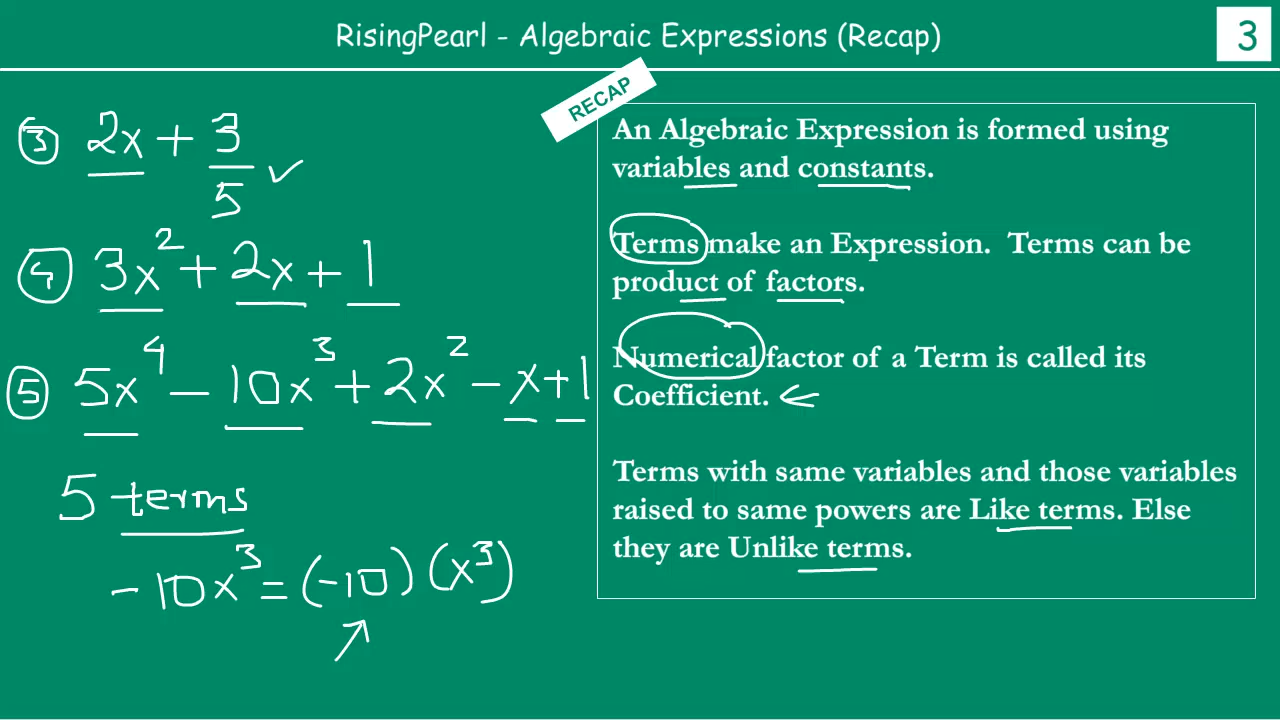 RisingPearl - Algebraic Expressions (Recap)
3
RECAP
③ 2x + 3/5 ✓
④ 3x² + 2x + 1
⑤ 5x⁴ - 10x³ + 2x² - x + 1
5 terms
-10x³ = (-10) (x³)
An Algebraic Expression is formed using
variables and constants.
Terms make an Expression. Terms can be
product of factors.
Numerical factor of a Term is called its
Coefficient.
Terms with same variables and those variables
raised to same powers are Like terms. Else
they are Unlike terms.